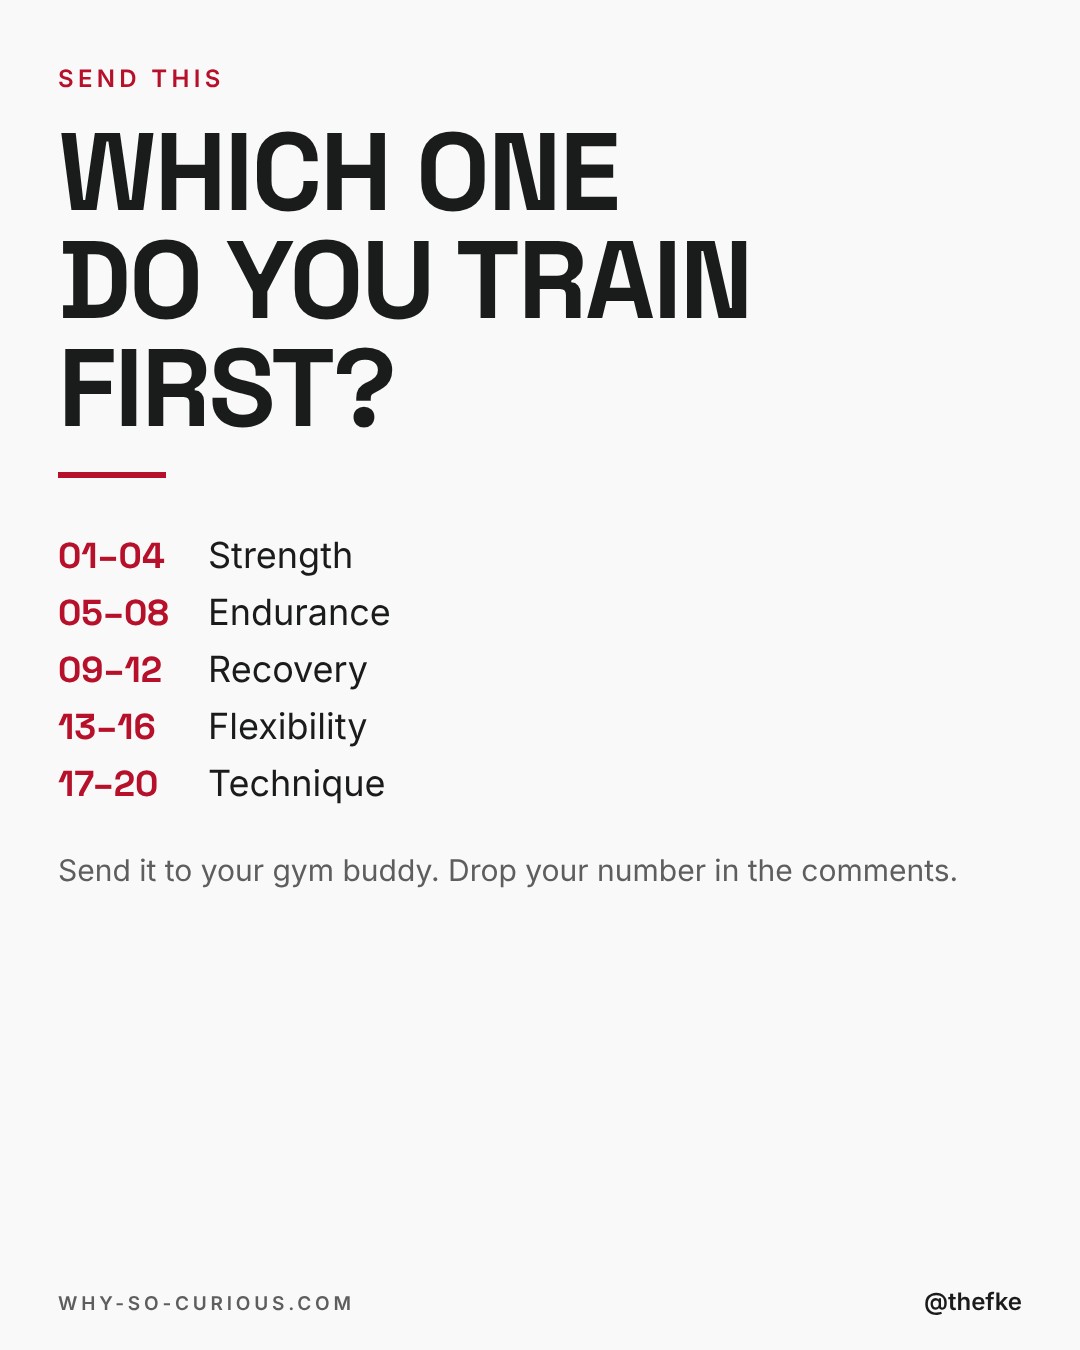 SEND THIS
WHICH ONE
DO YOU TRAIN
FIRST?
01–04 Strength
05–08 Endurance
09–12 Recovery
13–16 Flexibility
17–20 Technique
Send it to your gym buddy. Drop your number in the comments.
WHY-SO-CURIOUS.COM
@thefke